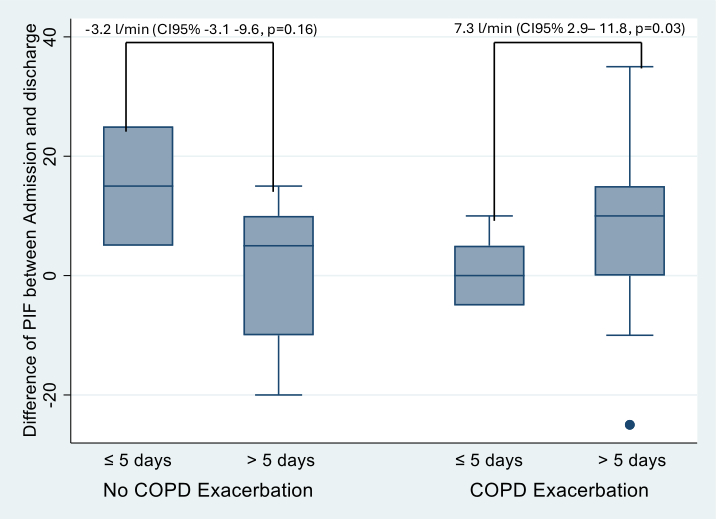 -3.2 l/min (CI95% -3.1 -9.6, p=0.16)
7.3 l/min (CI95% 2.9– 11.8, p=0.03)
Difference of PIF between Admission and discharge
40
20
0
-20
≤ 5 days
> 5 days
≤ 5 days
> 5 days
No COPD Exacerbation
COPD Exacerbation